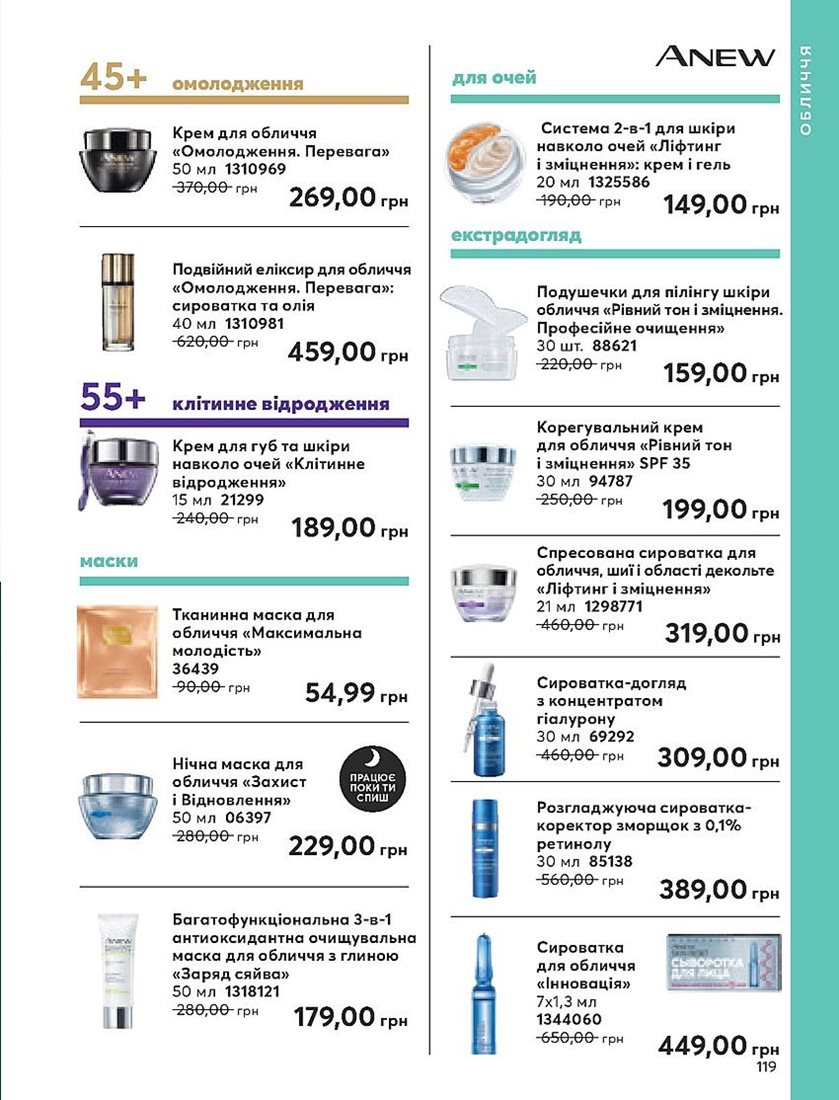 45+ омолодження
Крем для обличчя
«Омолодження. Перевага»
50 мл 1310969
370,00 грн
269,00 грн
Подвійний еліксир для обличчя
«Омолодження. Перевага»:
сироватка та олія
40 мл 1310981
620,00 грн
459,00 грн
55+ клітинне відродження
Крем для губ та шкіри
навколо очей «Клітинне
відродження»
15 мл 21299
240,00 грн
189,00 грн
маски
Тканинна маска для
обличчя «Максимальна
молодість»
36439
90,00 грн
54,99 грн
Нічна маска для
обличчя «Захист
і Відновлення»
50 мл 06397
280,00 грн
229,00 грн
ПРАЦЮЄ
ПОКИ ТИ
СПИШ
Багатофункціональна 3-в-1
антиоксидантна очищувальна
маска для обличчя з глиною
«Заряд сяйва»
50 мл 1318121
280,00 грн
179,00 грн
ANEW
для очей
Система 2-в-1 для шкіри
навколо очей «Ліфтинг
і зміцнення»: крем і гель
20 мл 1325586
190,00 грн
149,00 грн
екстрадогляд
Подушечки для пілінгу шкіри
обличчя «Рівний тон і зміцнення.
Професійне очищення»
30 шт. 88621
220,00 грн
159,00 грн
Корегувальний крем
для обличчя «Рівний тон
і зміцнення» SPF 35
30 мл 94787
250,00 грн
199,00 грн
Спресована сироватка для
обличчя, шиї і області декольте
«Ліфтинг і зміцнення»
21 мл 1298771
460,00 грн
319,00 грн
Сироватка-догляд
з концентратом
гіалурону
30 мл 69292
460,00 грн
309,00 грн
Розгладжуюча сироватка-
коректор зморщок з 0,1%
ретинолу
30 мл 85138
560,00 грн
389,00 грн
Сироватка
для обличчя
«Інновація»
7х1,3 мл
1344060
650,00 грн
449,00 грн
СЫВОРОТКА
ДЛЯ ЛИЦА
ОБЛИЧЧЯ
119
ANEW
ANEW
ANEW